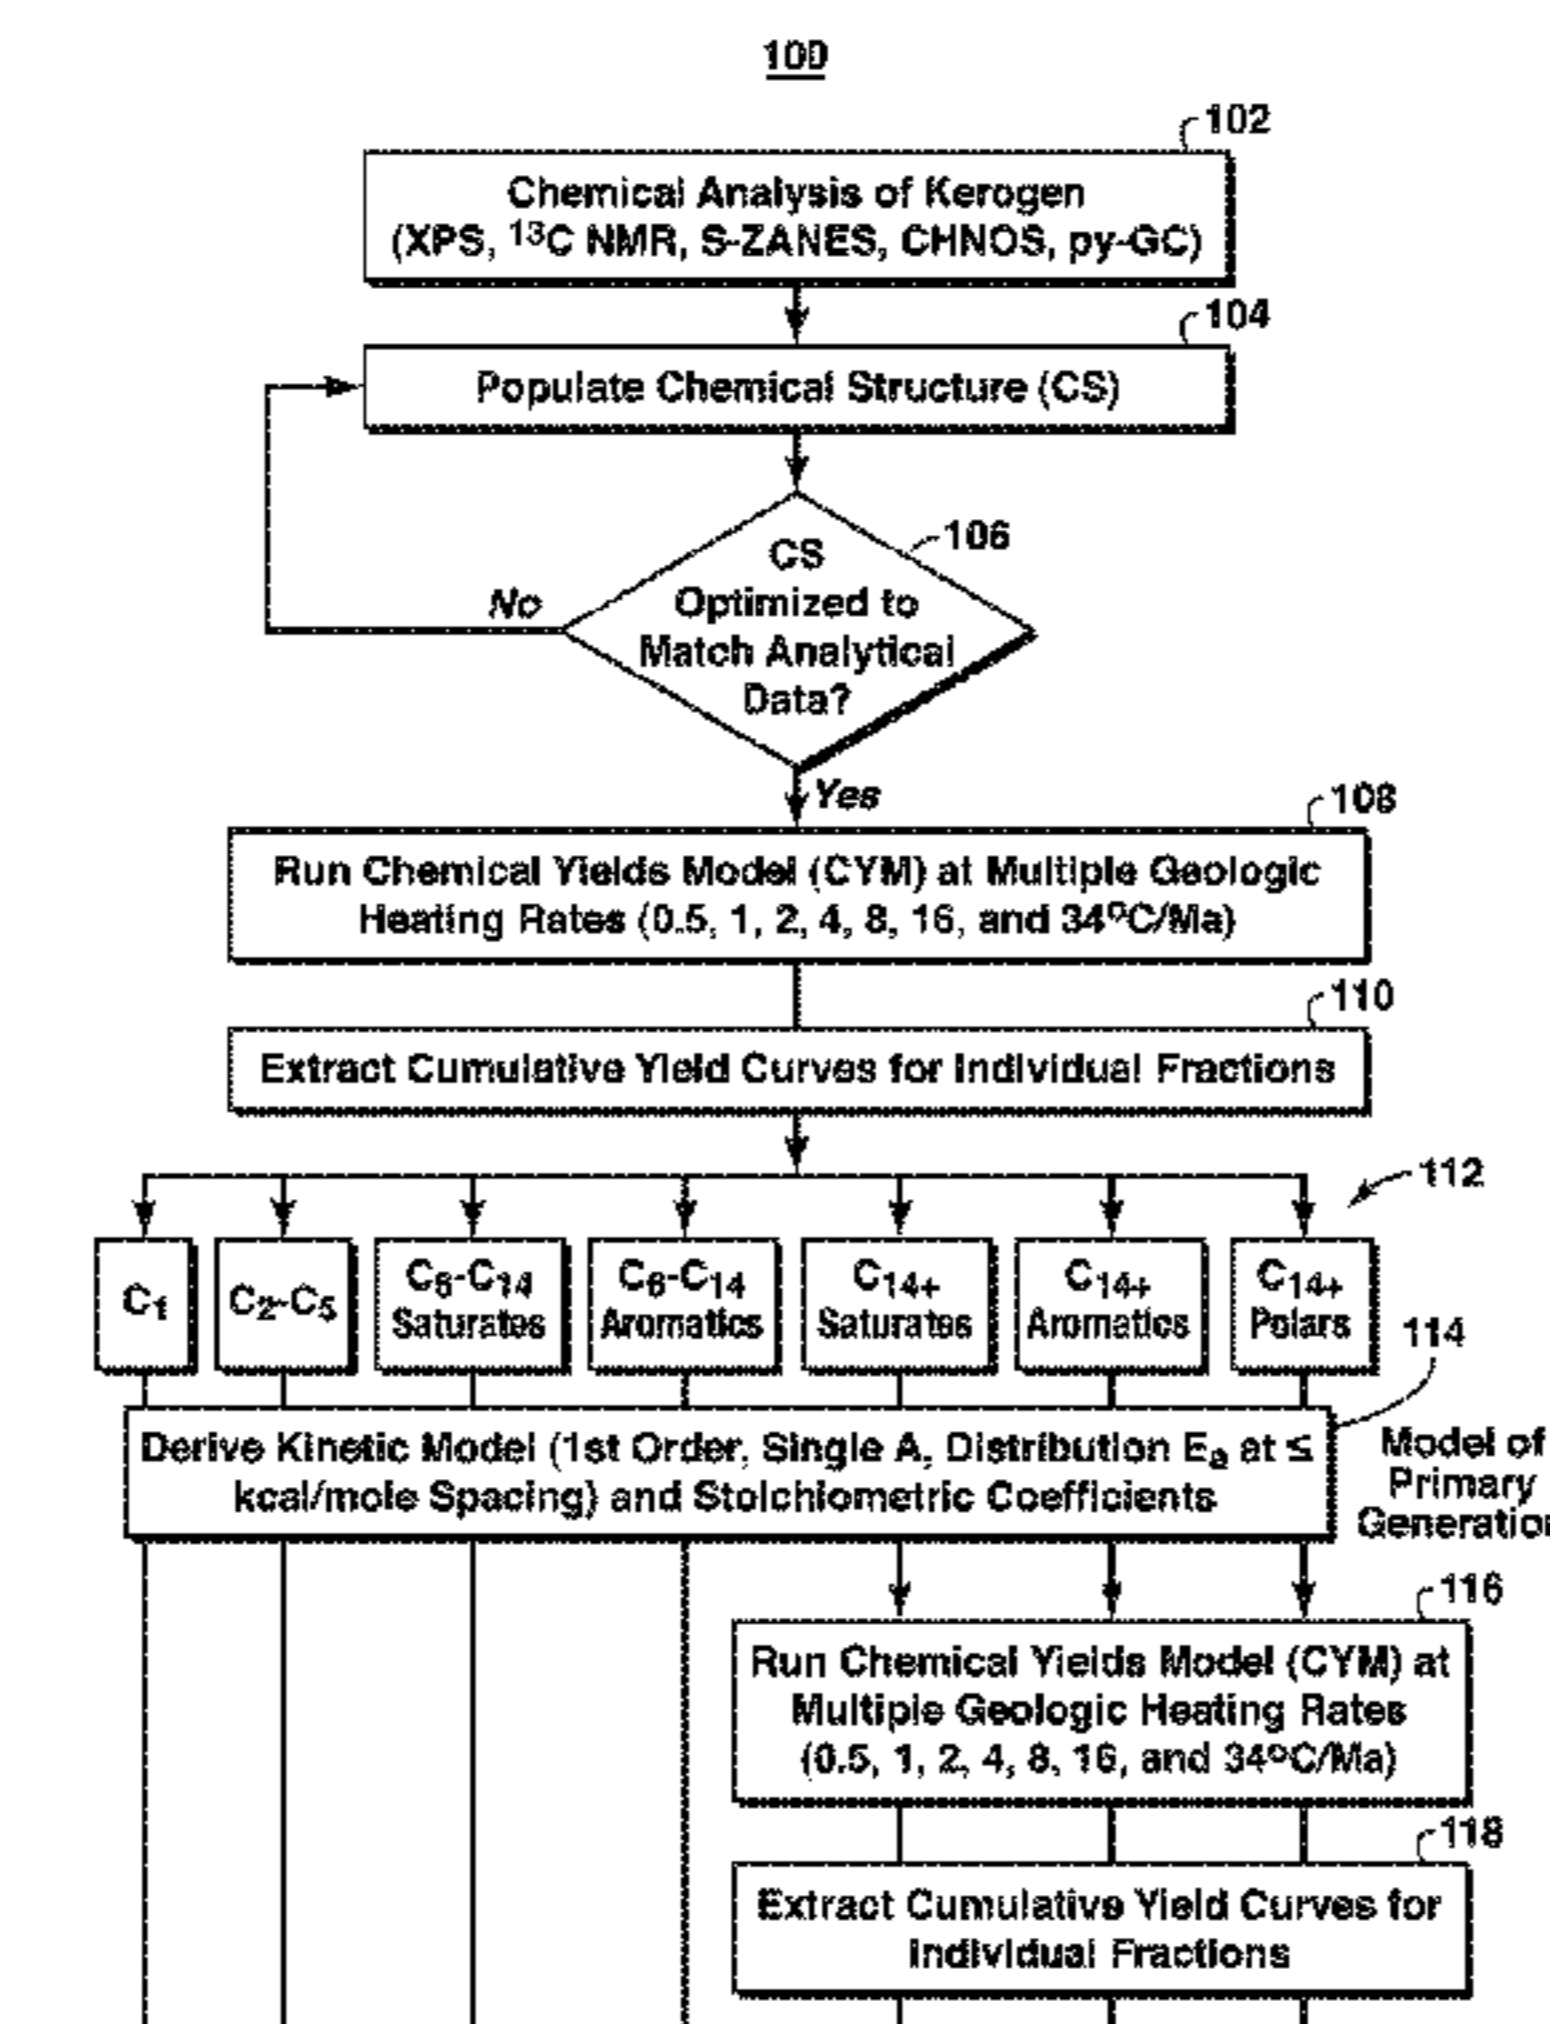 100
102
Chemical Analysis of Kerogen
(XPS, ¹³C NMR, S-ZANES, CHNOS, py-GC)
104
Populate Chemical Structure (CS)
106
CS
Optimized to
Match Analytical
Data?
No
Yes
108
Run Chemical Yields Model (CYM) at Multiple Geologic
Heating Rates (0.5, 1, 2, 4, 8, 16, and 34°C/Ma)
110
Extract Cumulative Yield Curves for Individual Fractions
112
C₁
C₂-C₅
C₆-C₁₄
Saturates
C₆-C₁₄
Aromatics
C₁₄₊
Saturates
C₁₄₊
Aromatics
C₁₄₊
Polars
114
Derive Kinetic Model (1st Order, Single A, Distribution Eₐ at ≤
kcal/mole Spacing) and Stoichiometric Coefficients
Model of
Primary
Generation
116
Run Chemical Yields Model (CYM) at
Multiple Geologic Heating Rates
(0.5, 1, 2, 4, 8, 16, and 34°C/Ma)
118
Extract Cumulative Yield Curves for
Individual Fractions